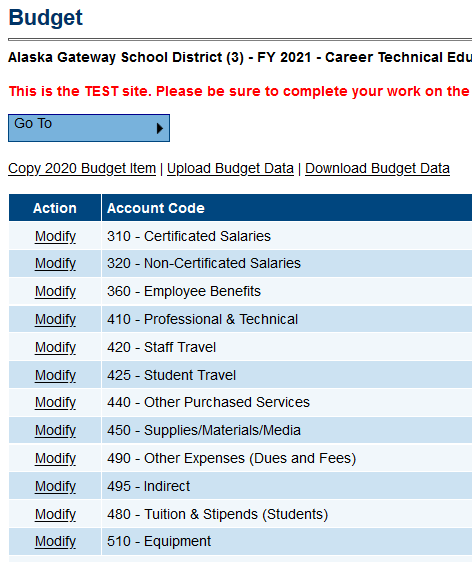 Budget
Alaska Gateway School District (3) - FY 2021 - Career Technical Edu
This is the TEST site. Please be sure to complete your work on the
Go To
Copy 2020 Budget Item | Upload Budget Data | Download Budget Data
Action Account Code
Modify 310 - Certificated Salaries
Modify 320 - Non-Certificated Salaries
Modify 360 - Employee Benefits
Modify 410 - Professional & Technical
Modify 420 - Staff Travel
Modify 425 - Student Travel
Modify 440 - Other Purchased Services
Modify 450 - Supplies/Materials/Media
Modify 490 - Other Expenses (Dues and Fees)
Modify 495 - Indirect
Modify 480 - Tuition & Stipends (Students)
Modify 510 - Equipment